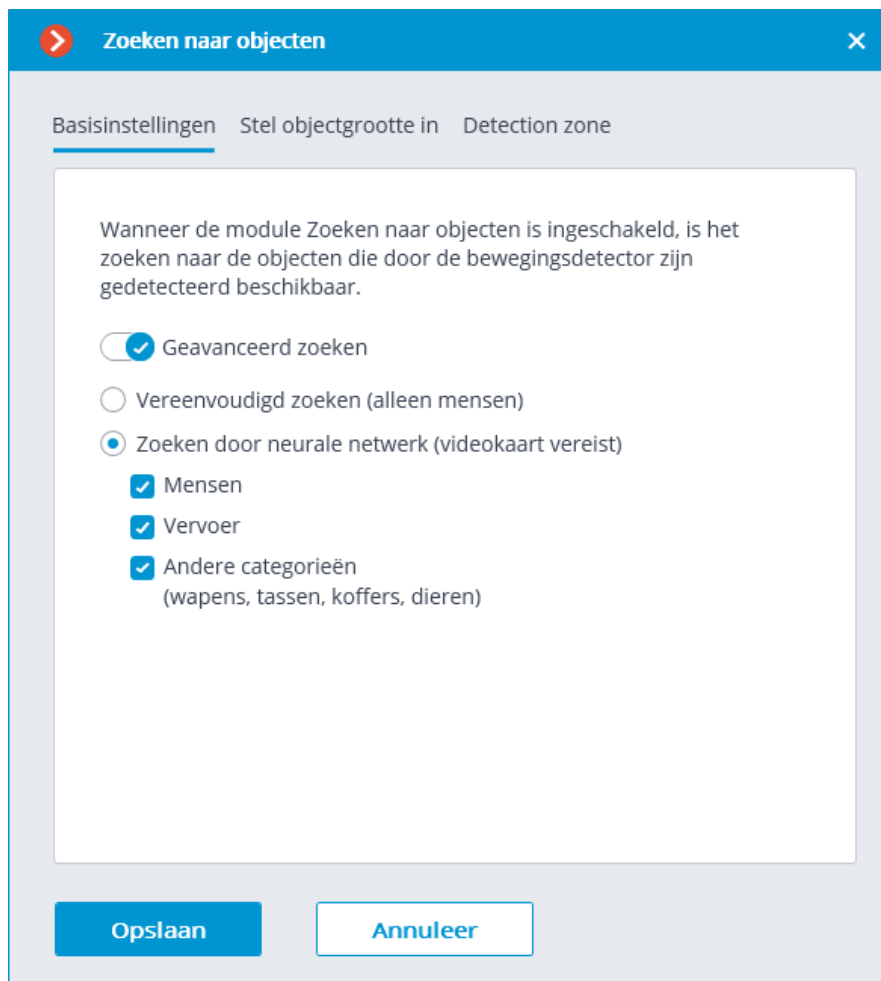 Zoeken naar objecten
Basisinstellingen Stel objectgrootte in Detection zone
Wanneer de module Zoeken naar objecten is ingeschakeld, is het
zoeken naar de objecten die door de bewegingsdetector zijn
gedetecteerd beschikbaar.
Geavanceerd zoeken
Vereenvoudigd zoeken (alleen mensen)
Zoeken door neurale netwerk (videokaart vereist)
Mensen
Vervoer
Andere categorieën
(wapens, tassen, koffers, dieren)
Opslaan Annuleer